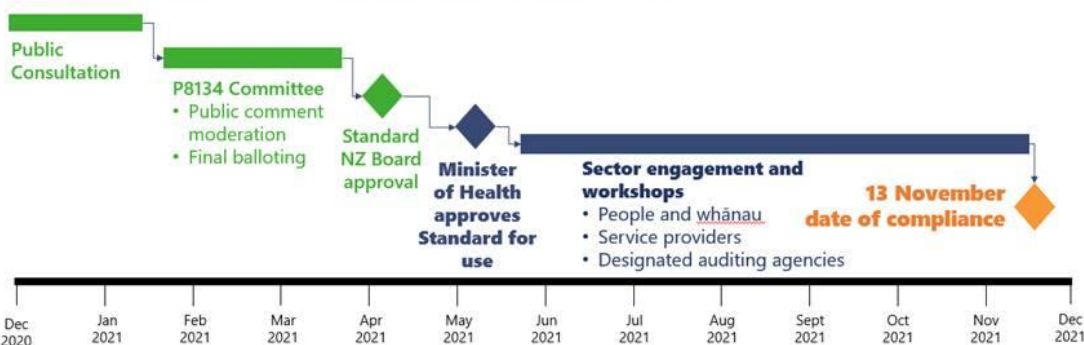 Public
Consultation
P8134 Committee
• Public comment
moderation
• Final balloting
Standard
NZ Board
approval
Minister
of Health
approves
Standard for
use
Sector engagement and
workshops
• People and whānau
• Service providers
• Designated auditing agencies
13 November
date of compliance
Dec
2020
Jan
2021
Feb
2021
Mar
2021
Apr
2021
May
2021
Jun
2021
Jul
2021
Aug
2021
Sept
2021
Oct
2021
Nov
2021
Dec
2021